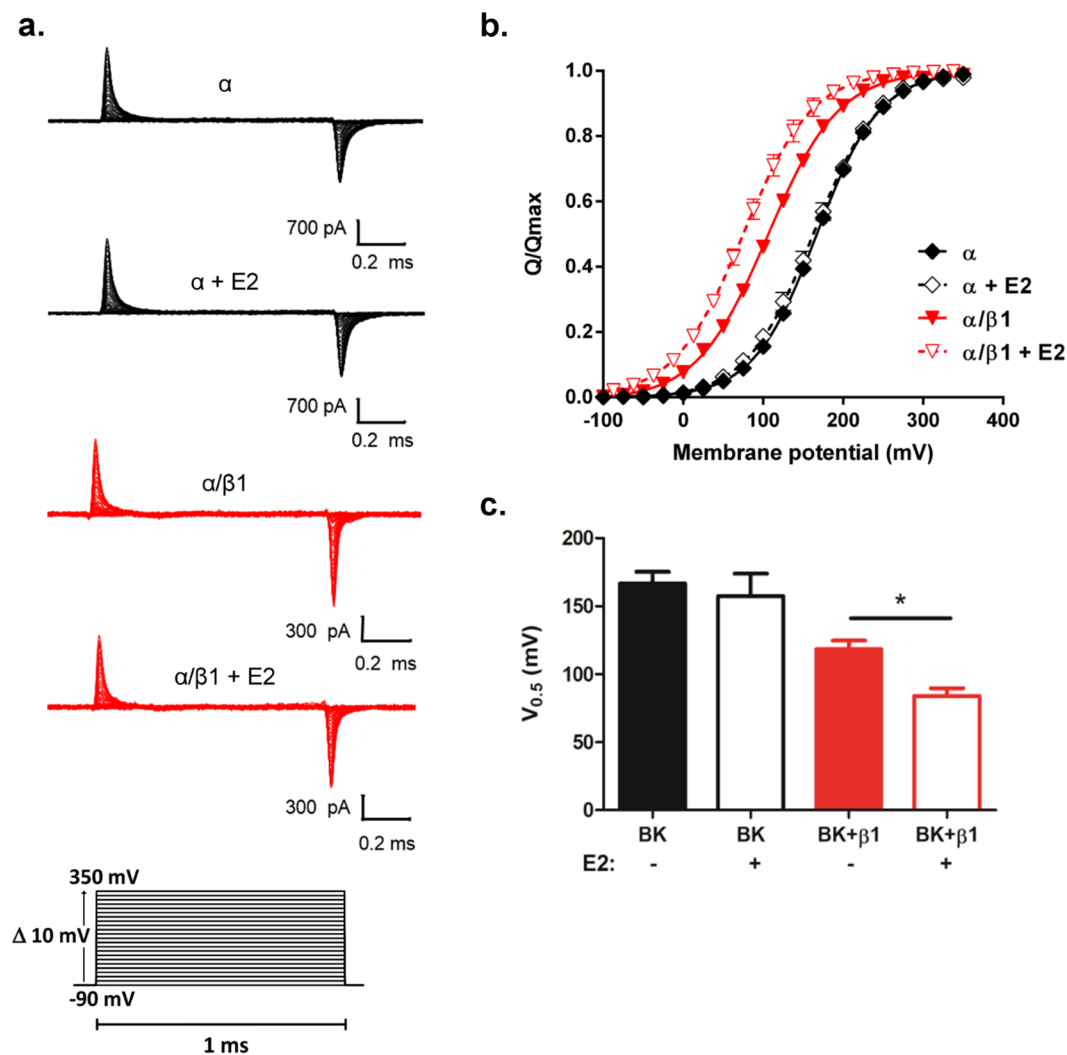 a.
α
700 pA
0.2 ms
α + E2
700 pA
0.2 ms
α/β1
300 pA
0.2 ms
α/β1 + E2
300 pA
0.2 ms
350 mV
Δ 10 mV
-90 mV
1 ms
b.
1.0
0.8
0.6
0.4
0.2
0.0
Q/Qmax
-100 0 100 200 300 400
Membrane potential (mV)
α
α + E2
α/β1
α/β1 + E2
c.
200
150
100
50
0
V0.5 (mV)
*
BK BK BK+β1 BK+β1
E2: - + - +